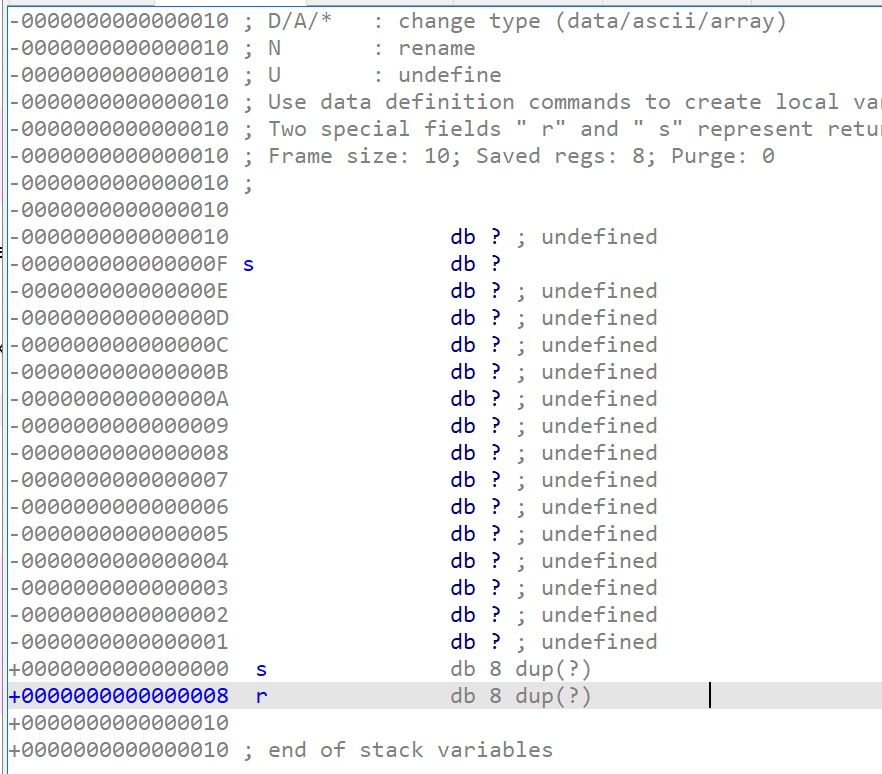 -0000000000000010 ; D/A/*   : change type (data/ascii/array)
-0000000000000010 ; N       : rename
-0000000000000010 ; U       : undefine
-0000000000000010 ; Use data definition commands to create local
-0000000000000010 ; Two special fields " r" and " s" represent
-0000000000000010 ; Frame size: 10; Saved regs: 8; Purge: 0
-0000000000000010 ;
-0000000000000010
-0000000000000010                 db ? ; undefined
-000000000000000F s               db ?
-000000000000000E                 db ? ; undefined
-000000000000000D                 db ? ; undefined
-000000000000000C                 db ? ; undefined
-000000000000000B                 db ? ; undefined
-000000000000000A                 db ? ; undefined
-0000000000000009                 db ? ; undefined
-0000000000000008                 db ? ; undefined
-0000000000000007                 db ? ; undefined
-0000000000000006                 db ? ; undefined
-0000000000000005                 db ? ; undefined
-0000000000000004                 db ? ; undefined
-0000000000000003                 db ? ; undefined
-0000000000000002                 db ? ; undefined
-0000000000000001                 db ? ; undefined
+0000000000000000  s              db 8 dup(?)
+0000000000000008  r              db 8 dup(?)
+0000000000000010
+0000000000000010 ; end of stack variables